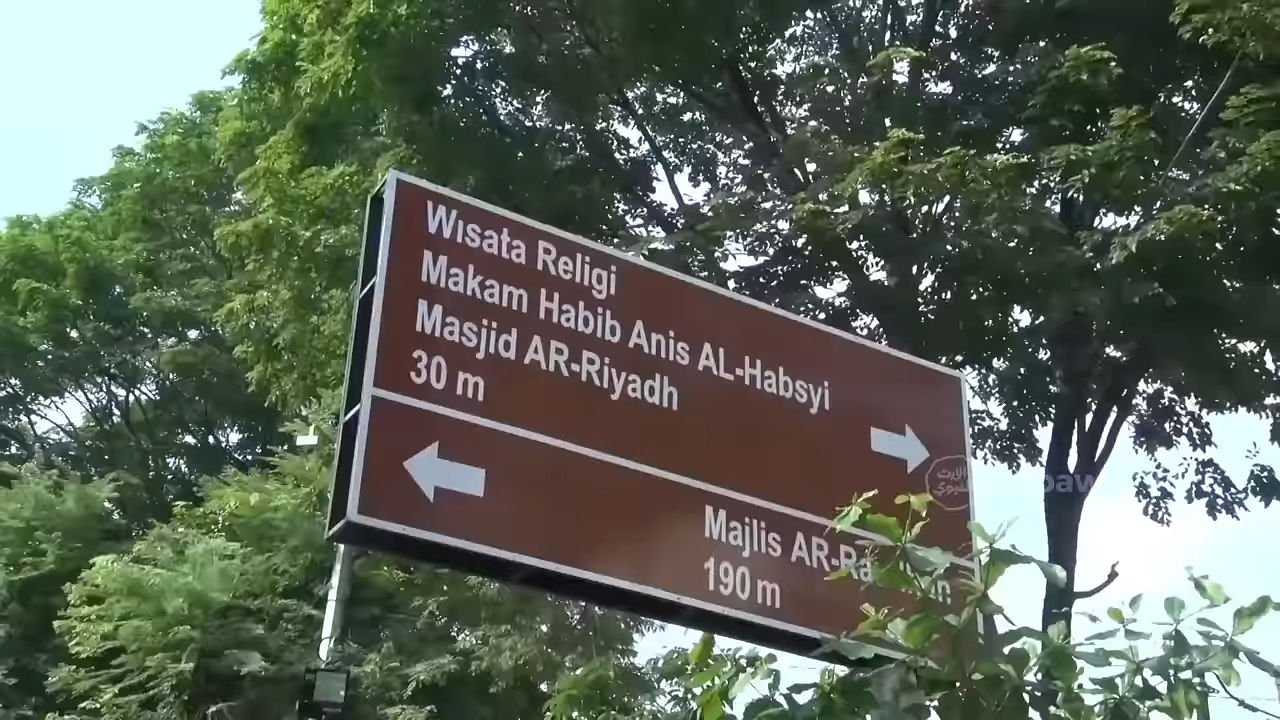 Wisata Religi
Makam Habib Anis AL-Habsyi
Masjid AR-Riyadh
30 m
Majlis
190 m